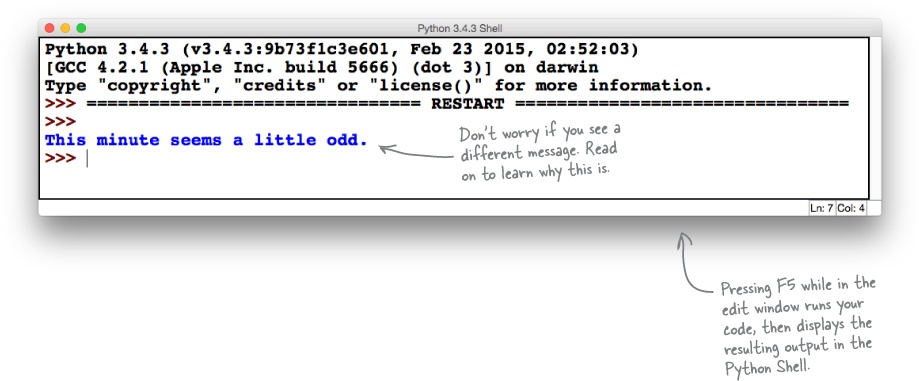 Python 3.4.3 Shell
Python 3.4.3 (v3.4.3:9b73f1c3e601, Feb 23 2015, 02:52:03)
[GCC 4.2.1 (Apple Inc. build 5666) (dot 3)] on darwin
Type "copyright", "credits" or "license()" for more information.
>>> ================================ RESTART ================================
>>>
This minute seems a little odd.
>>>
Don't worry if you see a
different message. Read
on to learn why this is.
Ln: 7 Col: 4
Pressing F5 while in the
edit window runs your
code, then displays the
resulting output in the
Python Shell.